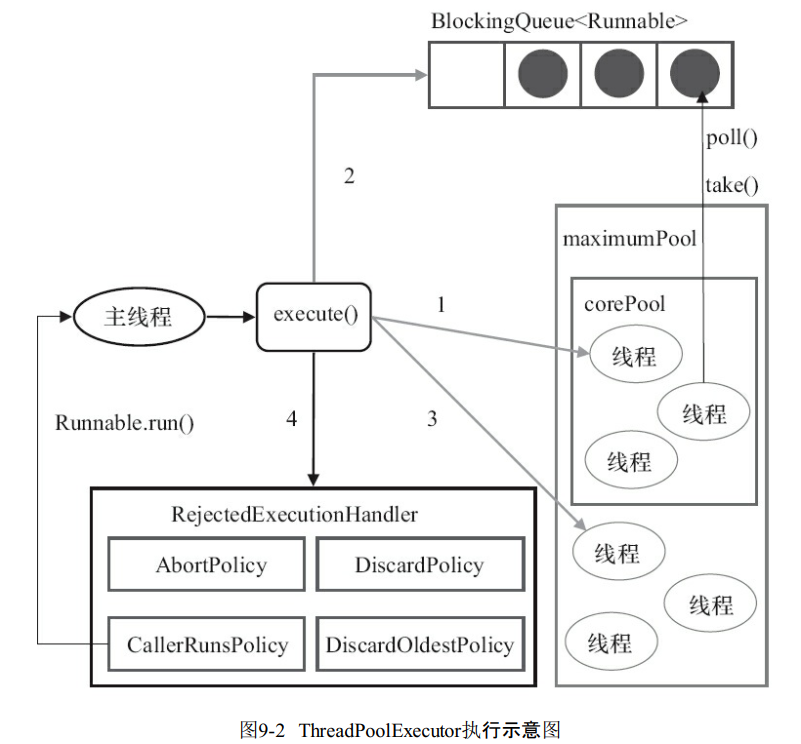 BlockingQueue<Runnable>
poll()
2
take()
maximumPool
corePool
主线程
execute()
1
线程
线程
Runnable.run()
4
3
线程
RejectedExecutionHandler
AbortPolicy
DiscardPolicy
线程
线程
CallerRunsPolicy
DiscardOldestPolicy
线程
图9-2 ThreadPoolExecutor执行示意图